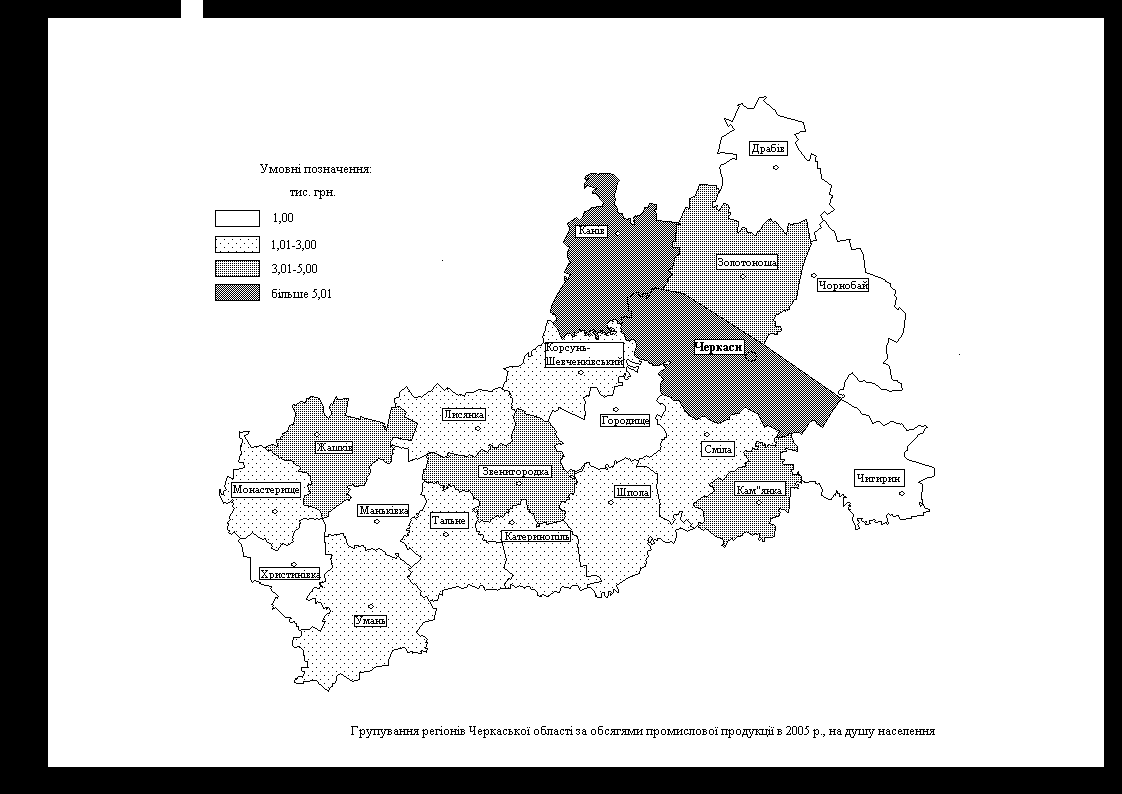 Умовні позначення:
тис. грн.
1,00
1,01-3,00
3,01-5,00
більше 5,01
Драбів
Канів
Золотоноша
Чорнобай
Корсунь-
Шевченківський
Черкаси
Лисянка
Городище
Жашків
Сміла
Звенигородка
Чигирин
Монастерище
Шпола
Кам"янка
Маньківка
Тальне
Катеринопіль
Христинівка
Умань
Групування регіонів Черкаської області за обсягами промислової продукції в 2005 р., на душу населення